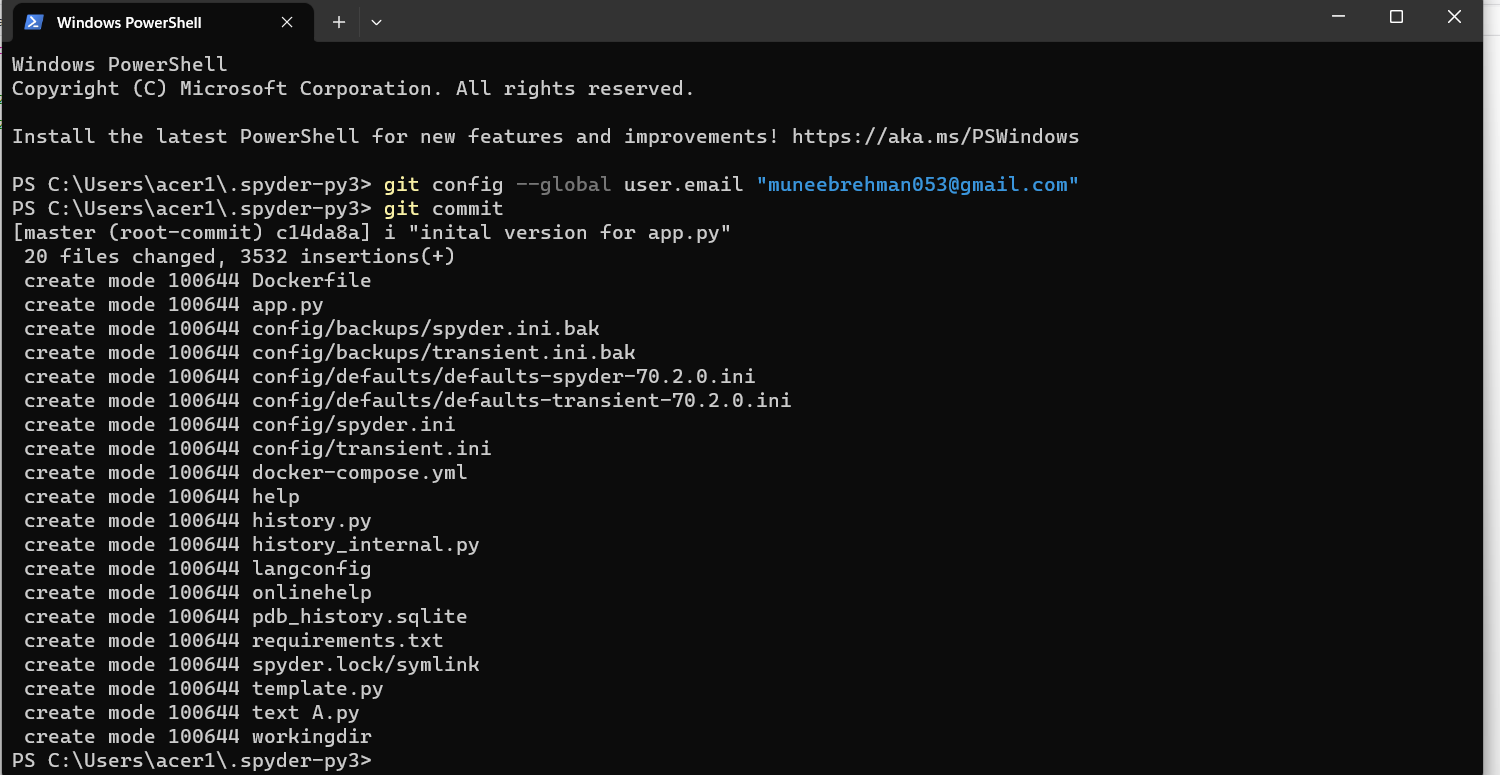 Windows PowerShell
Windows PowerShell
Copyright (C) Microsoft Corporation. All rights reserved.
Install the latest PowerShell for new features and improvements! https://aka.ms/PSWindows
PS C:\Users\acer1\.spyder-py3> git config --global user.email "muneebrehman053@gmail.com"
PS C:\Users\acer1\.spyder-py3> git commit
[master (root-commit) c14da8a] i "inital version for app.py"
20 files changed, 3532 insertions(+)
create mode 100644 Dockerfile
create mode 100644 app.py
create mode 100644 config/backups/spyder.ini.bak
create mode 100644 config/backups/transient.ini.bak
create mode 100644 config/defaults/defaults-spyder-70.2.0.ini
create mode 100644 config/defaults/defaults-transient-70.2.0.ini
create mode 100644 config/spyder.ini
create mode 100644 config/transient.ini
create mode 100644 docker-compose.yml
create mode 100644 help
create mode 100644 history.py
create mode 100644 history_internal.py
create mode 100644 langconfig
create mode 100644 onlinehelp
create mode 100644 pdb_history.sqlite
create mode 100644 requirements.txt
create mode 100644 spyder.lock/symlink
create mode 100644 template.py
create mode 100644 text A.py
create mode 100644 workingdir
PS C:\Users\acer1\.spyder-py3>